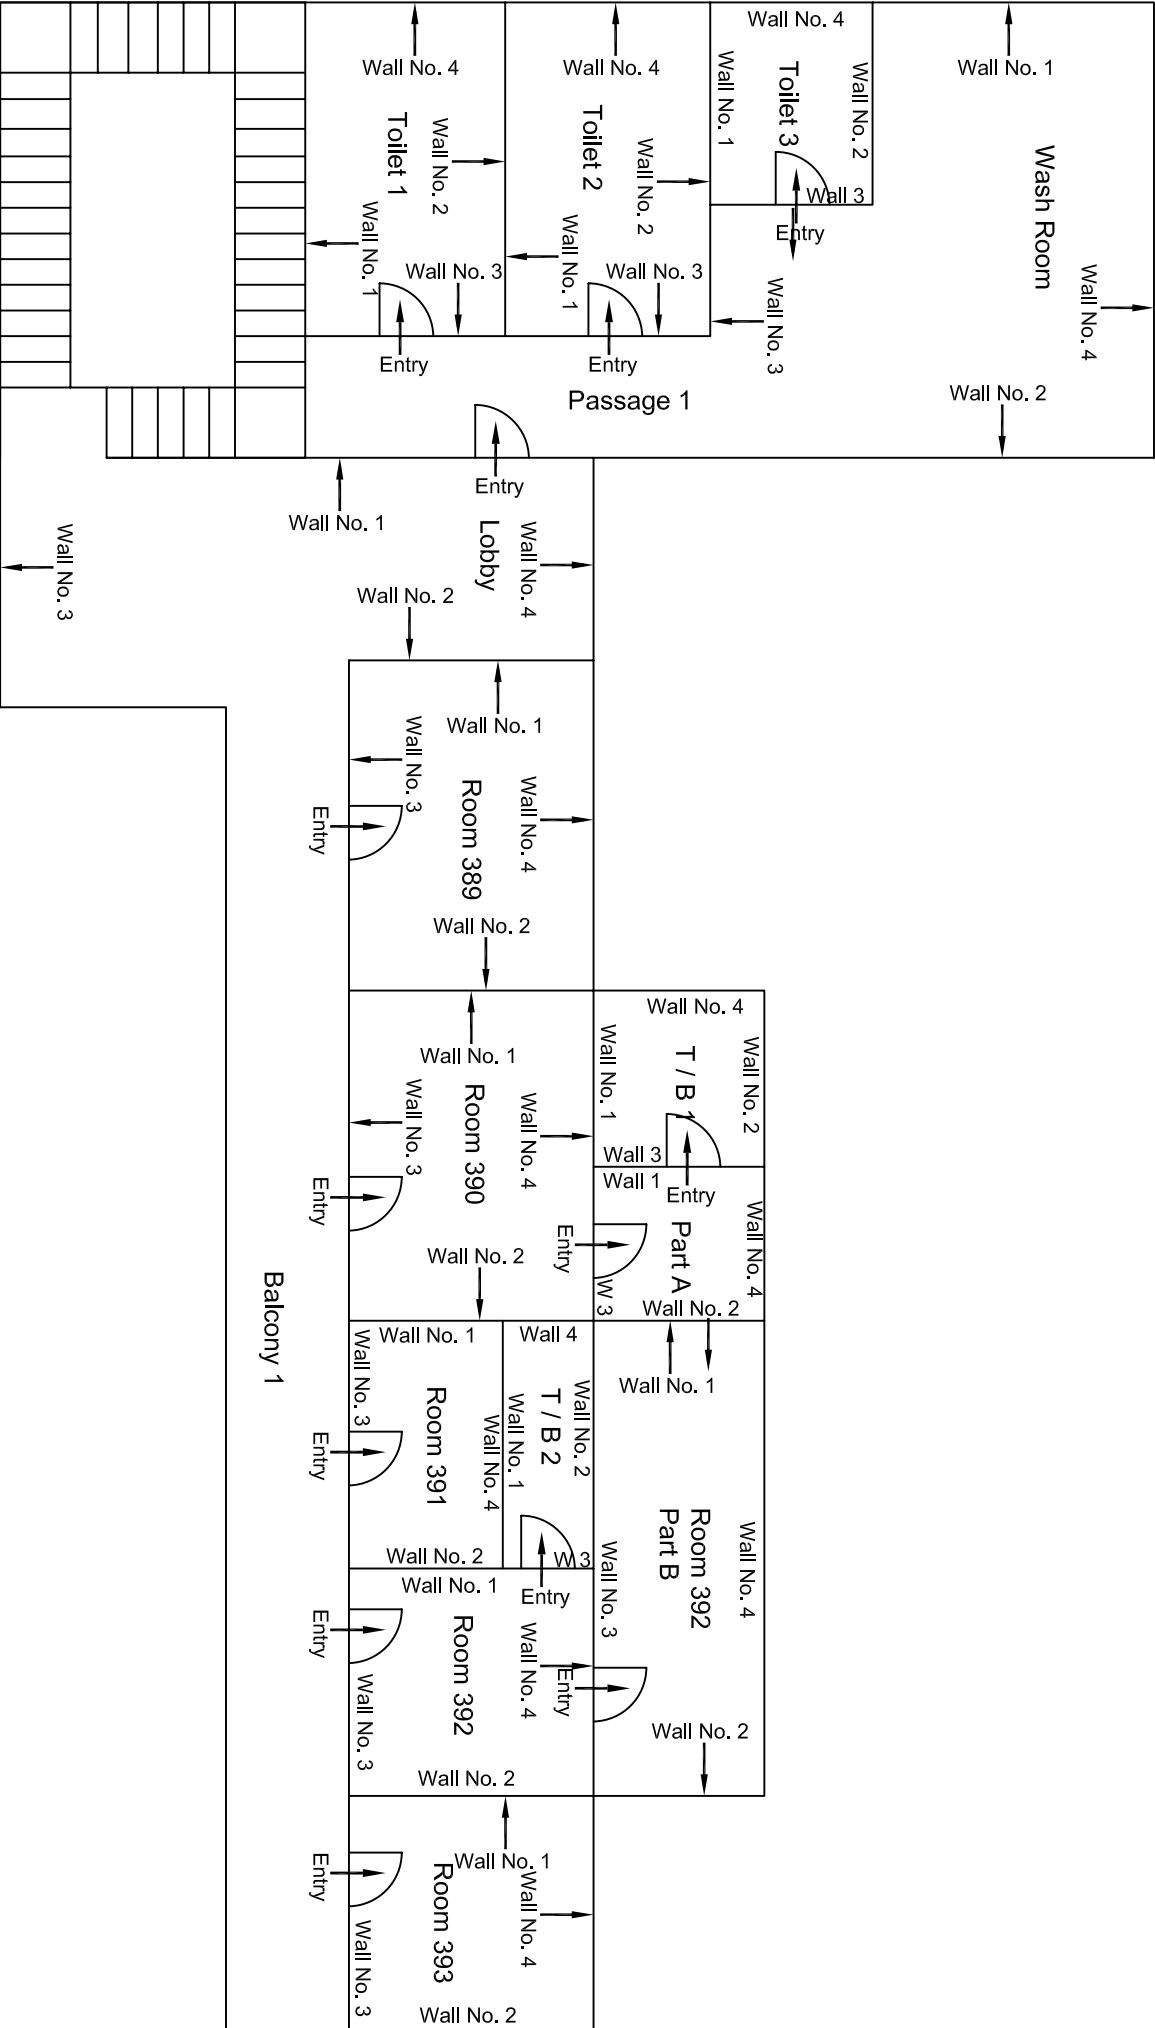 Wall No. 4
Wall No. 4
Wall No. 4
Wall No. 1
Toilet 1
Wall No. 2
Wall No. 1
Wall No. 3
Entry
Toilet 2
Wall No. 2
Wall No. 1
Wall No. 3
Entry
Wall No. 1
Toilet 3
Wall No. 2
Wall 3
Entry
Wall No. 3
Wash Room
Wall No. 4
Wall No. 2
Passage 1
Entry
Wall No. 1
Lobby
Wall No. 4
Wall No. 3
Wall No. 2
Wall No. 1
Wall No. 3
Room 389
Wall No. 4
Entry
Wall No. 2
Wall No. 1
Wall No. 3
Room 390
Wall No. 4
Entry
Wall No. 2
Wall No. 4
Wall No. 1
T / B 1
Wall No. 2
Wall 3
Wall 1
Entry
Entry
Part A
Wall No. 4
W 3
Wall No. 2
Balcony 1
Wall No. 1
Wall No. 3
Room 391
Wall No. 4
Entry
Wall No. 2
Wall 4
Wall No. 1
T / B 2
Wall No. 2
W 3
Entry
Wall No. 1
Room 392
Part B
Wall No. 4
Wall No. 3
Entry
Wall No. 2
Wall No. 1
Room 392
Wall No. 4
Entry
Wall No. 3
Wall No. 2
Wall No. 1
Room 393
Wall No. 4
Entry
Wall No. 3
Wall No. 2